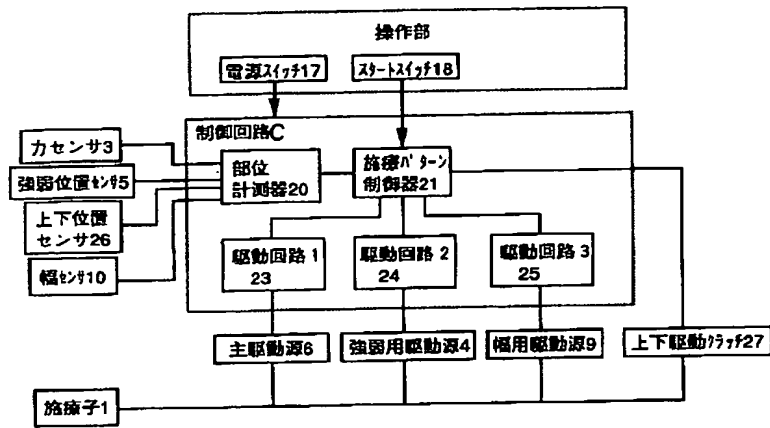 操作部
電源スイッチ17
スタートスイッチ18
制御回路C
力センサ3
強弱位置センサ5
上下位置
センサ26
幅センサ10
部位
計測器20
施療パターン
制御器21
駆動回路1
23
駆動回路2
24
駆動回路3
25
主駆動源6
強弱用駆動源4
幅用駆動源9
上下駆動クラッチ27
施療子1